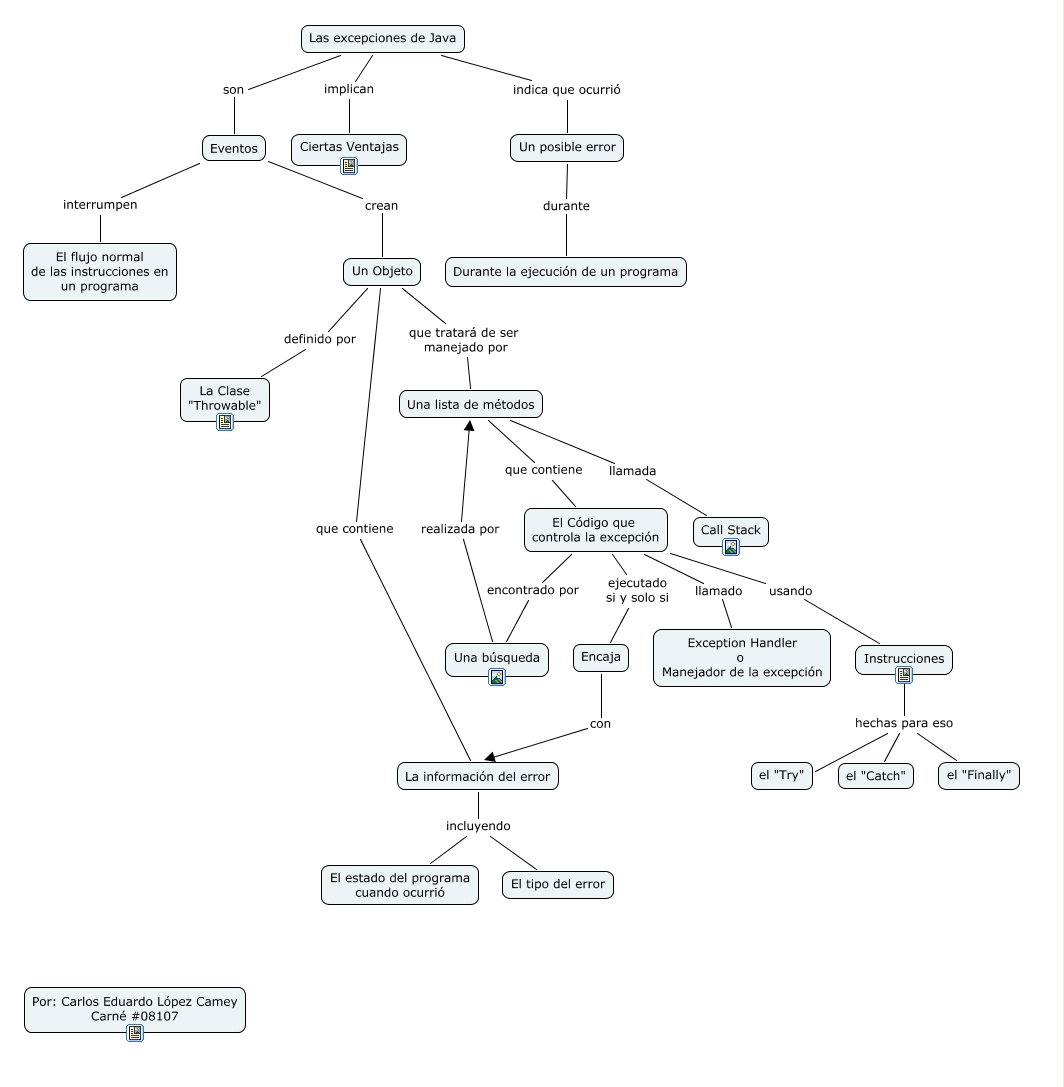 Las excepciones de Java
son
implican
indica que ocurrió
Eventos
Ciertas Ventajas
Un posible error
interrumpen
crean
durante
El flujo normal
de las instrucciones en
un programa
Un Objeto
Durante la ejecución de un programa
definido por
que tratará de ser
manejado por
La Clase
"Throwable"
Una lista de métodos
que contiene
llamada
que contiene
realizada por
El Código que
controla la excepción
Call Stack
encontrado por
ejecutado
si y solo si
llamado
usando
Una búsqueda
Encaja
Exception Handler
o
Manejador de la excepción
Instrucciones
con
hechas para eso
La información del error
el "Try"
el "Catch"
el "Finally"
incluyendo
El estado del programa
cuando ocurrió
El tipo del error
Por: Carlos Eduardo López Camey
Carné #08107